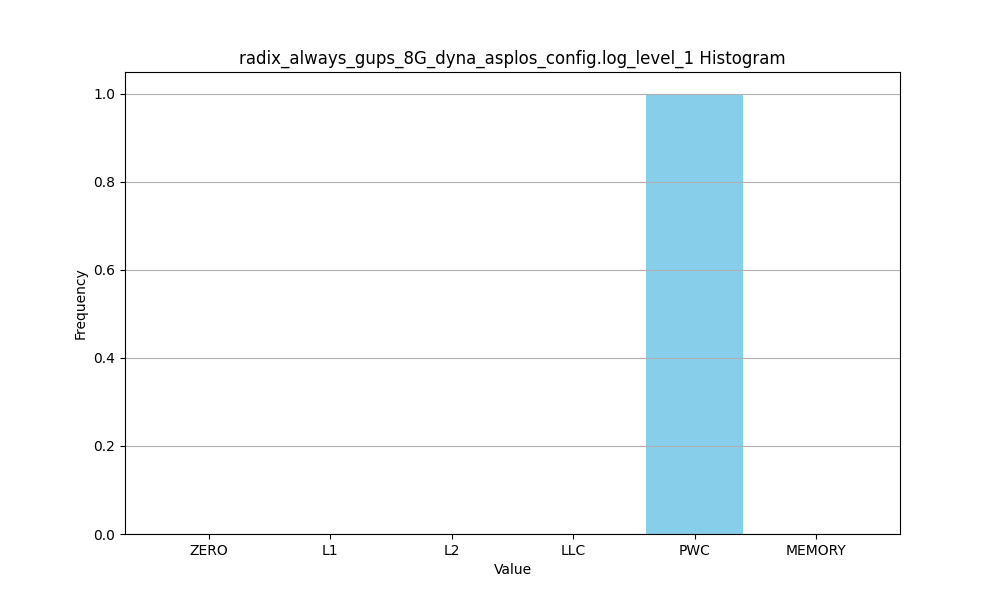 radix_always_gups_8G_dyna_asplos_config.log_level_1 Histogram
1.0
0.8
0.6
0.4
0.2
0.0
Frequency
ZERO L1 L2 LLC PWC MEMORY
Value